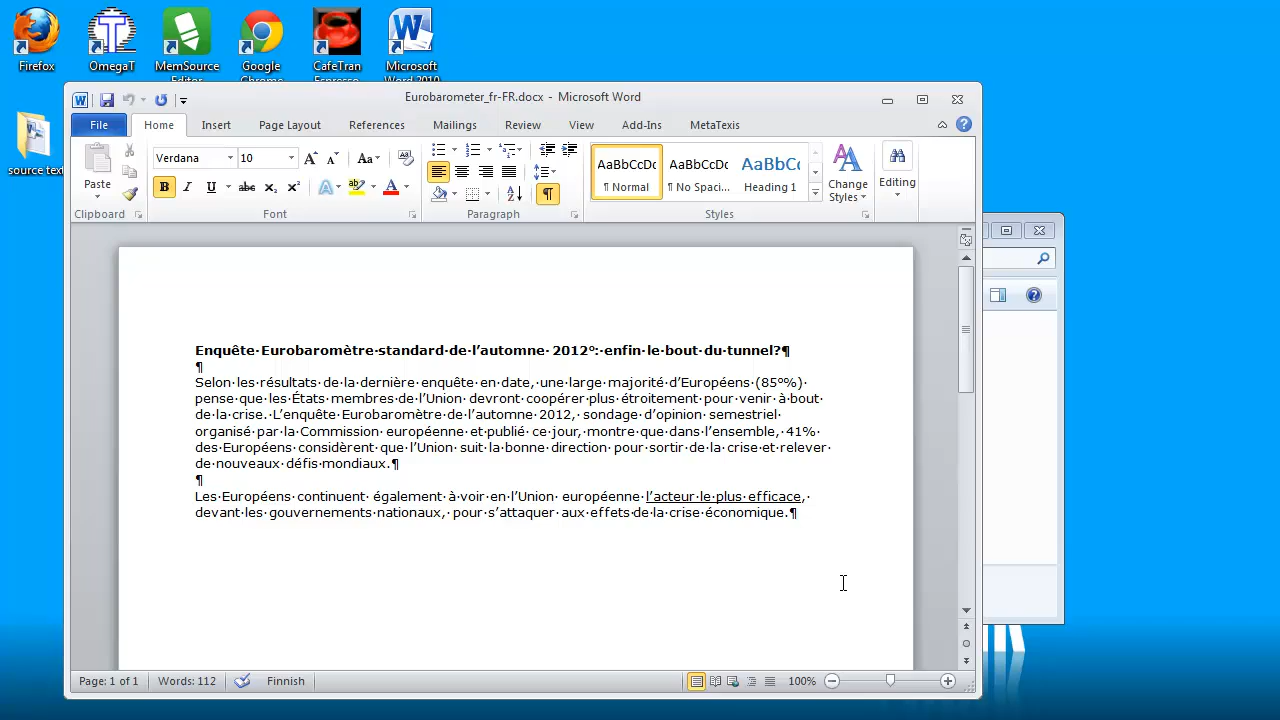 Firefox
OmegaT
MemSource
Google
CafeTran
Microsoft
source text
Eurobarometer_fr-FR.docx - Microsoft Word
File
Home
Insert
Page Layout
References
Mailings
Review
View
Add-Ins
MetaTexis
Verdana
10
Paste
Clipboard
Font
Paragraph
AaBbCcDc
¶ Normal
AaBbCcDc
¶ No Spaci...
AaBbCc
Heading 1
Change
Styles
Styles
Editing
Enquête·Eurobaromètre·standard·de·l’automne·2012°:·enfin·le·bout·du·tunnel?¶
¶
Selon·les·résultats·de·la·dernière·enquête·en·date,·une·large·majorité·d’Européens·(85°%)·
pense·que·les·États·membres·de·l’Union·devront·coopérer·plus·étroitement·pour·venir·à·bout·
de·la·crise.·L’enquête·Eurobaromètre·de·l’automne·2012,·sondage·d’opinion·semestriel·
organisé·par·la·Commission·européenne·et·publié·ce·jour,·montre·que·dans·l’ensemble,·41%·
des·Européens·considèrent·que·l’Union·suit·la·bonne·direction·pour·sortir·de·la·crise·et·relever·
de·nouveaux·défis·mondiaux.¶
¶
Les·Européens·continuent·également·à·voir·en·l’Union·européenne·l’acteur·le·plus·efficace,·
devant·les·gouvernements·nationaux,·pour·s’attaquer·aux·effets·de·la·crise·économique.¶
Page: 1 of 1
Words: 112
Finnish
100%